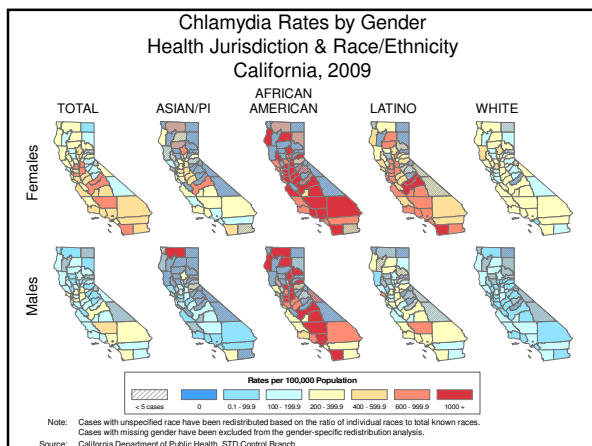 Chlamydia Rates by Gender
Health Jurisdiction & Race/Ethnicity
California, 2009
TOTAL
ASIAN/PI
AFRICAN
AMERICAN
LATINO
WHITE
Females
Males
Rates per 100,000 Population
< 5 cases
0
0.1 - 99.9
100 - 199.9
200 - 399.9
400 - 599.9
600 - 999.9
1000 +
Note: Cases with unspecified race have been redistributed based on the ratio of individual races to total known races.
Cases with missing gender have been excluded from the gender-specific redistribution analysis.
Source: California Department of Public Health, STD Control Branch